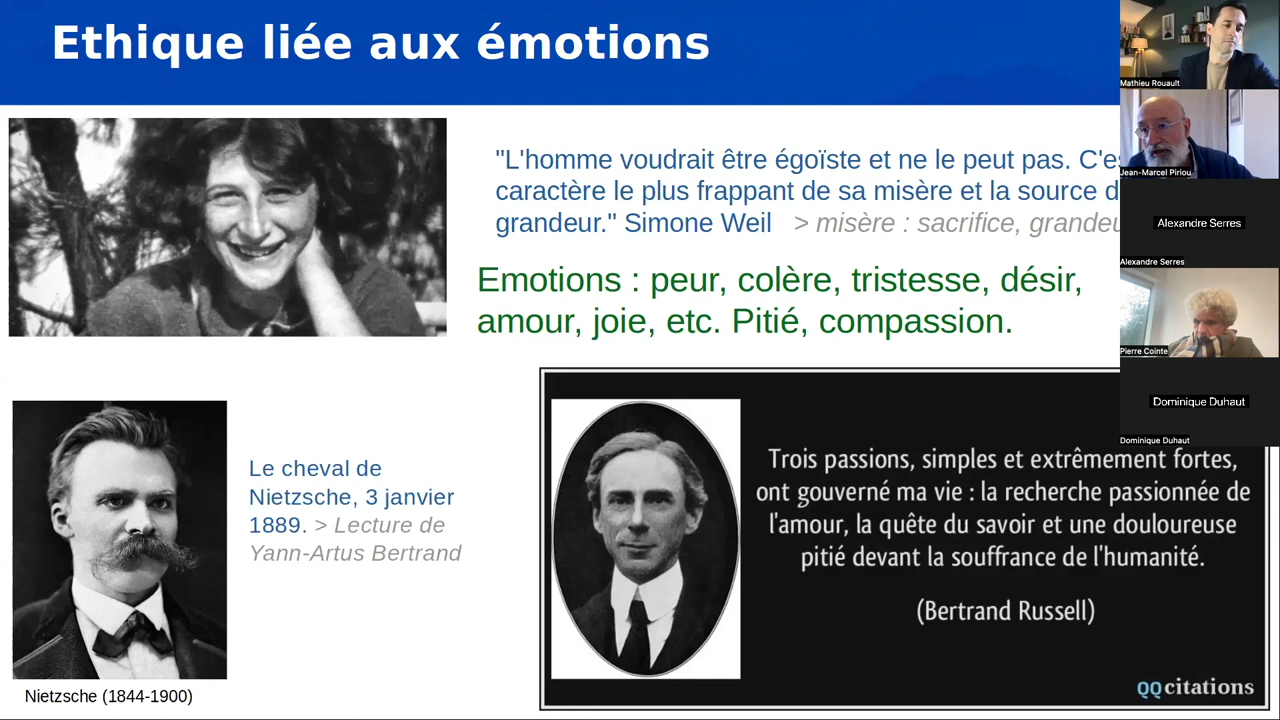 Ethique liée aux émotions
"L'homme voudrait être égoïste et ne le peut pas. C'es
caractère le plus frappant de sa misère et la source d
grandeur." Simone Weil > misère : sacrifice, grandeu
Emotions : peur, colère, tristesse, désir,
amour, joie, etc. Pitié, compassion.
Le cheval de
Nietzsche, 3 janvier
1889. > Lecture de
Yann-Artus Bertrand
Nietzsche (1844-1900)
Trois passions, simples et extrêmement fortes,
ont gouverné ma vie : la recherche passionnée de
l'amour, la quête du savoir et une douloureuse
pitié devant la souffrance de l'humanité.
(Bertrand Russell)
QQcitations
Mathieu Rouault
Jean-Marcel Piriou
Alexandre Serres
Alexandre Serres
Pierre Cointe
Dominique Duhaut
Dominique Duhaut